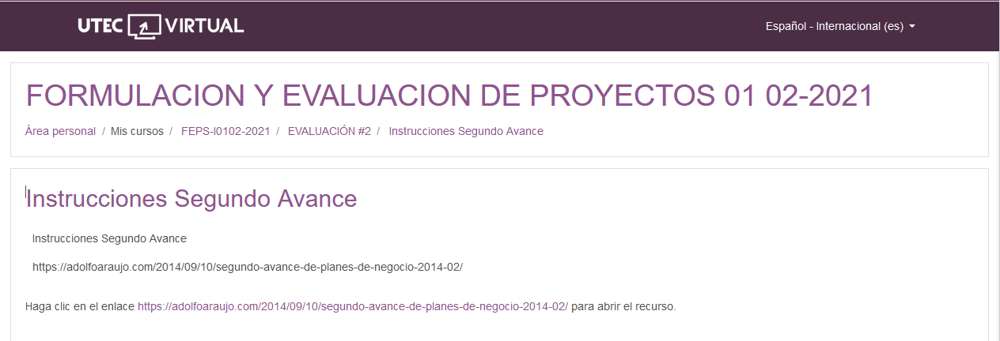 UTEC VIRTUAL
Español - Internacional (es)
FORMULACION Y EVALUACION DE PROYECTOS 01 02-2021
Área personal / Mis cursos / FEPS-I0102-2021 / EVALUACIÓN #2 / Instrucciones Segundo Avance
Instrucciones Segundo Avance
Instrucciones Segundo Avance
https://adolfoaraujo.com/2014/09/10/segundo-avance-de-planes-de-negocio-2014-02/
Haga clic en el enlace https://adolfoaraujo.com/2014/09/10/segundo-avance-de-planes-de-negocio-2014-02/ para abrir el recurso.